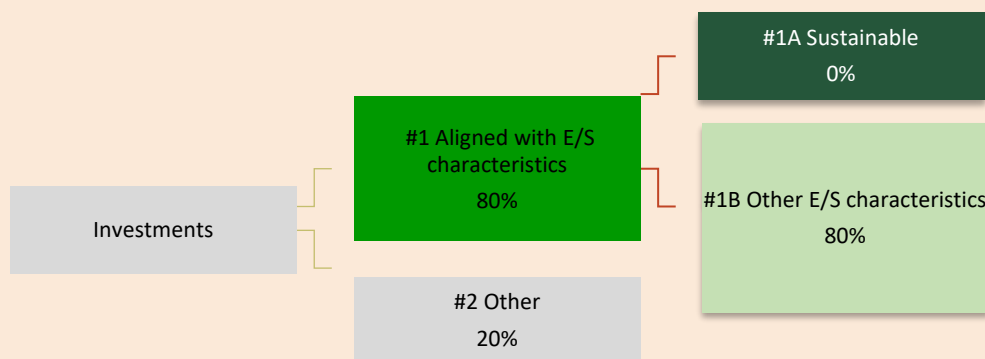 Investments
#1 Aligned with E/S
characteristics
80%
#2 Other
20%
#1A Sustainable
0%
#1B Other E/S characteristics
80%